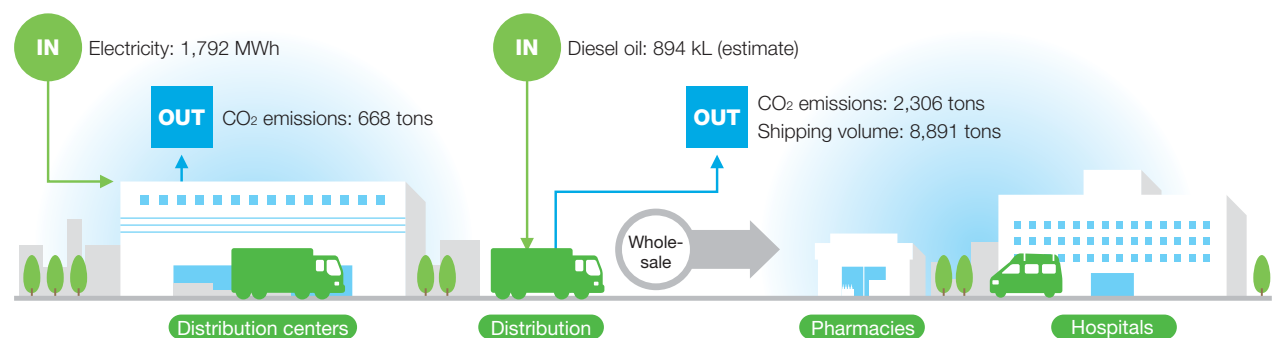 IN
Electricity: 1,792 MWh
OUT
CO₂ emissions: 668 tons
IN
Diesel oil: 894 kL (estimate)
OUT
CO₂ emissions: 2,306 tons
Shipping volume: 8,891 tons
Whole-
sale
Distribution centers
Distribution
Pharmacies
Hospitals